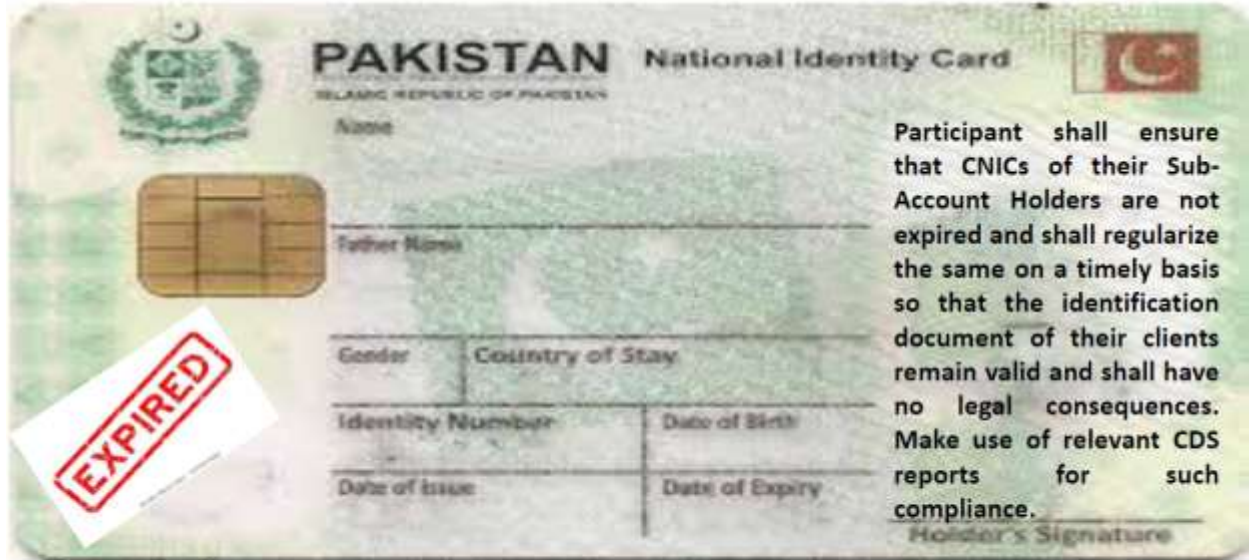 PAKISTAN National Identity Card
ISLAMIC REPUBLIC OF PAKISTAN
Name
Father Name
Gender Country of Stay
Identity Number Date of Birth
Date of Issue Date of Expiry
EXPIRED
Participant shall ensure
that CNICs of their Sub-
Account Holders are not
expired and shall regularize
the same on a timely basis
so that the identification
document of their clients
remain valid and shall have
no legal consequences.
Make use of relevant CDS
reports for such
compliance.
Holder's Signature